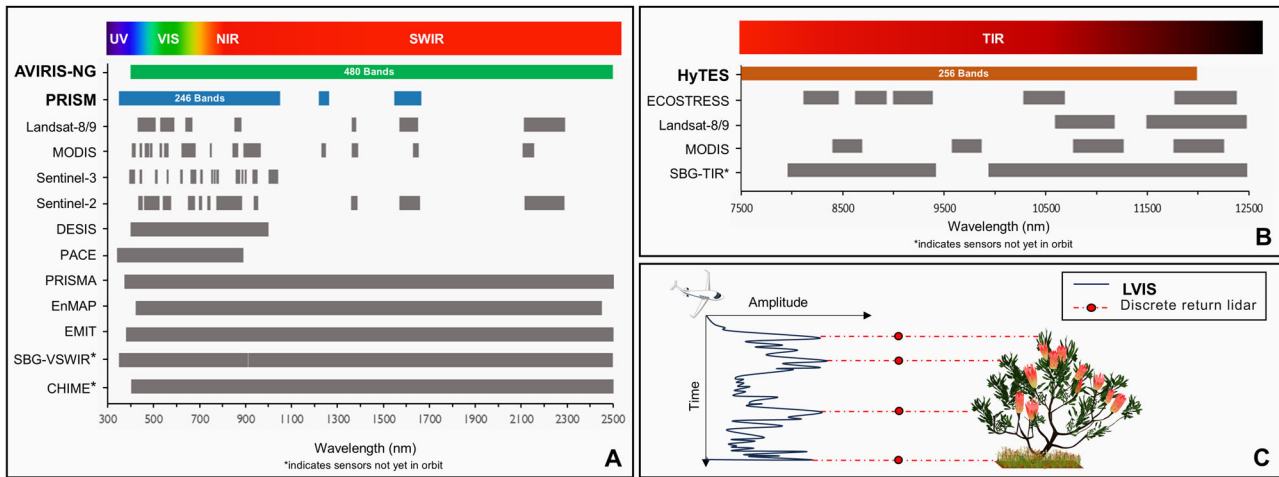 UV VIS NIR SWIR
AVIRIS-NG 480 Bands
PRISM 246 Bands
Landsat-8/9
MODIS
Sentinel-3
Sentinel-2
DESIS
PACE
PRISMA
EnMAP
EMIT
SBG-VSWIR*
CHIME*
300 500 700 900 1100 1300 1500 1700 1900 2100 2300 2500
Wavelength (nm)
*indicates sensors not yet in orbit
A
TIR
HyTES 256 Bands
ECOSTRESS
Landsat-8/9
MODIS
SBG-TIR*
7500 8500 9500 10500 11500 12500
Wavelength (nm)
*indicates sensors not yet in orbit
B
Amplitude
Time
LVIS
Discrete return lidar
C